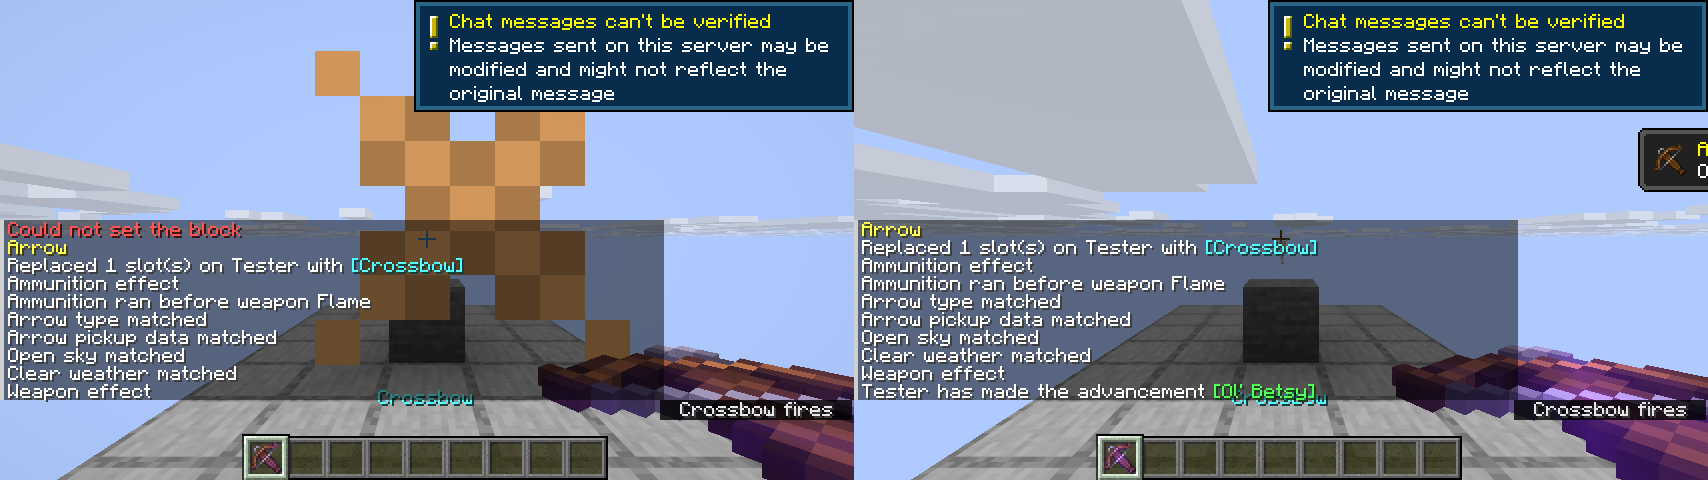 Chat messages can't be verified
Messages sent on this server may be
modified and might not reflect the
original message
Could not set the block
Arrow
Replaced 1 slot(s) on Tester with [Crossbow]
Ammunition effect
Ammunition ran before weapon Flame
Arrow type matched
Arrow pickup data matched
Open sky matched
Clear weather matched
Weapon effect
Crossbow
Crossbow fires
Chat messages can't be verified
Messages sent on this server may be
modified and might not reflect the
original message
Arrow
Replaced 1 slot(s) on Tester with [Crossbow]
Ammunition effect
Ammunition ran before weapon Flame
Arrow type matched
Arrow pickup data matched
Open sky matched
Clear weather matched
Weapon effect
Tester has made the advancement [Ol' Betsy]
Crossbow fires